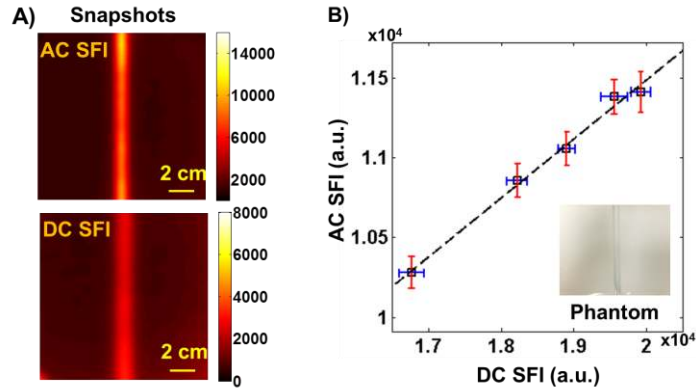 A)
Snapshots
AC SFI
2 cm
14000
12000
10000
8000
6000
4000
2000
DC SFI
2 cm
8000
6000
4000
2000
0
B)
x10⁴
1.15
1.1
1.05
1
AC SFI (a.u.)
Phantom
1.7
1.8
1.9
2
x10⁴
DC SFI (a.u.)